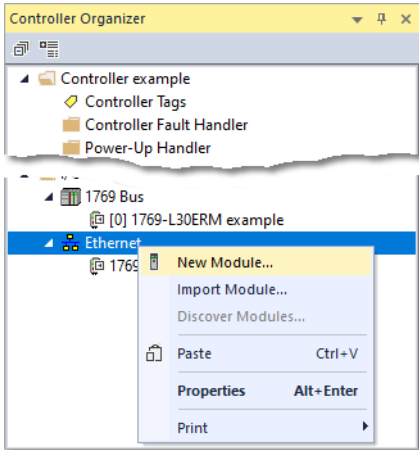 Controller Organizer
Controller example
Controller Tags
Controller Fault Handler
Power-Up Handler
1769 Bus
[0] 1769-L30ERM example
Ethernet
1769
New Module...
Import Module...
Discover Modules...
Paste Ctrl+V
Properties Alt+Enter
Print